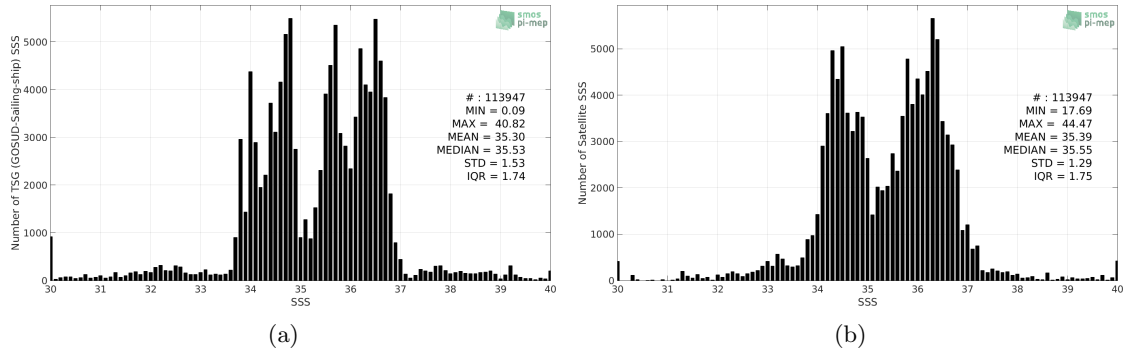 smos
pi-mep
Number of TSG (GOSUD-Sailing-ship) SSS
5000
4000
3000
2000
1000
0
# : 113947
MIN = 0.09
MAX = 40.82
MEAN = 35.30
MEDIAN = 35.53
STD = 1.53
IQR = 1.74
30 31 32 33 34 35 36 37 38 39 40
SSS
(a)
smos
pi-mep
Number of Satellite SSS
5000
4000
3000
2000
1000
0
# : 113947
MIN = 17.69
MAX = 44.47
MEAN = 35.39
MEDIAN = 35.55
STD = 1.29
IQR = 1.75
30 31 32 33 34 35 36 37 38 39 40
SSS
(b)